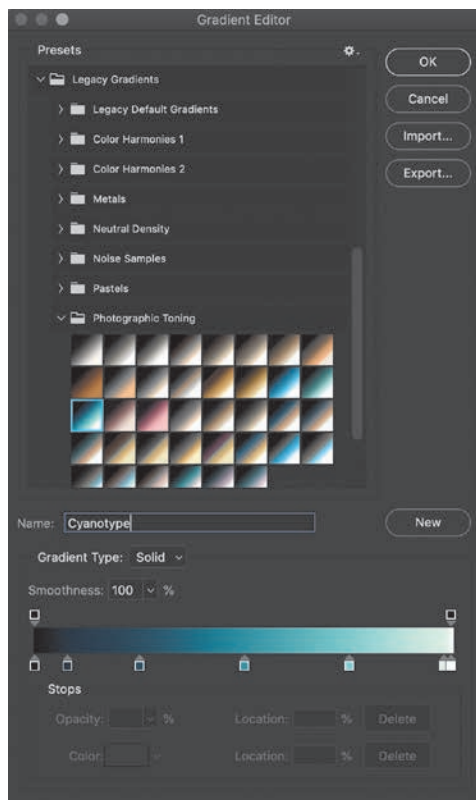 Gradient Editor
Presets
OK
Legacy Gradients
Cancel
Legacy Default Gradients
Color Harmonies 1
Import...
Color Harmonies 2
Export...
Metals
Neutral Density
Noise Samples
Pastels
Photographic Toning
Name: Cyanotype New
Gradient Type: Solid
Smoothness: 100 %
Stops
Opacity: % Location: % Delete
Color: Location: % Delete